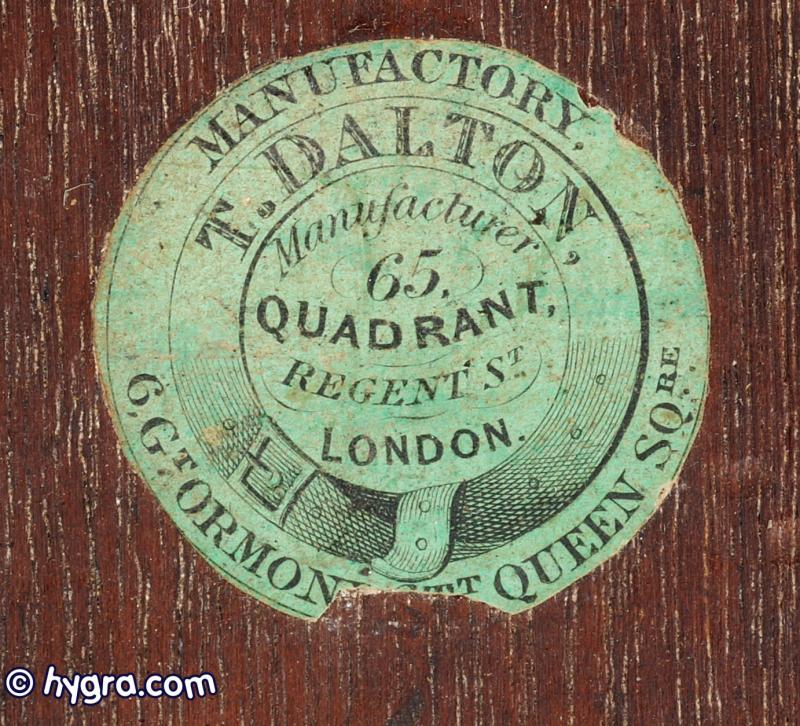 MANUFACTORY,
T. DALTON,
Manufacturer
65,
QUADRANT,
REGENT ST
LONDON.
6, GT ORMON QUEEN SQRE
© hygra.com